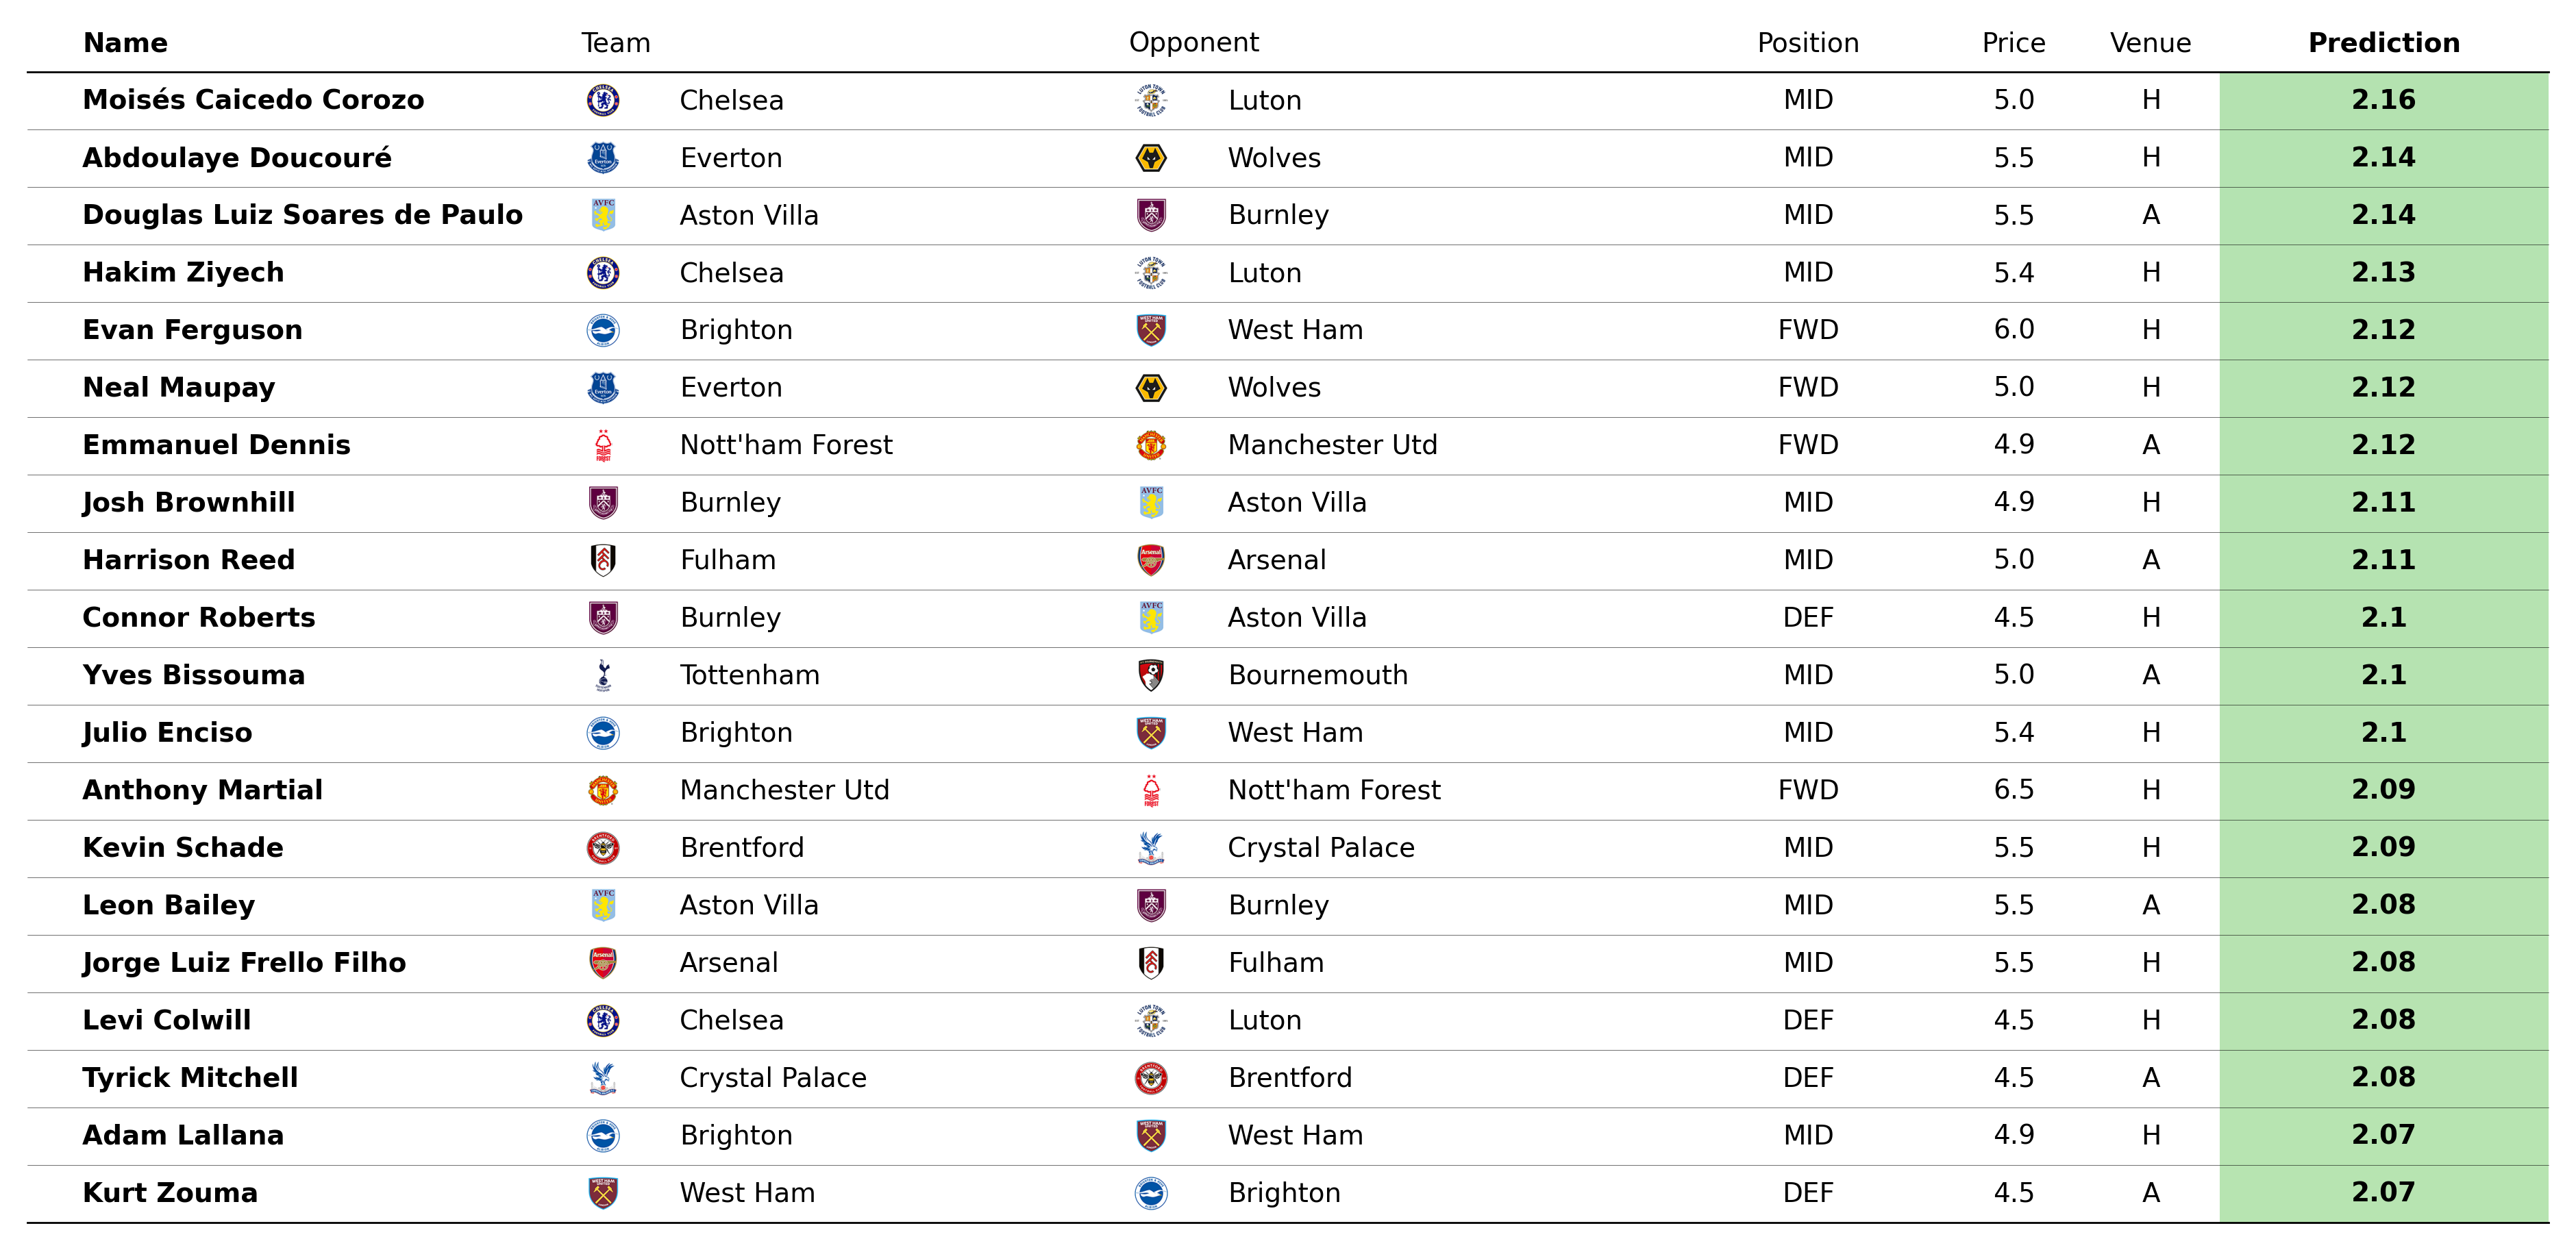 Name Team Opponent Position Price Venue Prediction
Moisés Caicedo Corozo Chelsea Luton MID 5.0 H 2.16
Abdoulaye Doucouré Everton Wolves MID 5.5 H 2.14
Douglas Luiz Soares de Paulo Aston Villa Burnley MID 5.5 A 2.14
Hakim Ziyech Chelsea Luton MID 5.4 H 2.13
Evan Ferguson Brighton West Ham FWD 6.0 H 2.12
Neal Maupay Everton Wolves FWD 5.0 H 2.12
Emmanuel Dennis Nott'ham Forest Manchester Utd FWD 4.9 A 2.12
Josh Brownhill Burnley Aston Villa MID 4.9 H 2.11
Harrison Reed Fulham Arsenal MID 5.0 A 2.11
Connor Roberts Burnley Aston Villa DEF 4.5 H 2.1
Yves Bissouma Tottenham Bournemouth MID 5.0 A 2.1
Julio Enciso Brighton West Ham MID 5.4 H 2.1
Anthony Martial Manchester Utd Nott'ham Forest FWD 6.5 H 2.09
Kevin Schade Brentford Crystal Palace MID 5.5 H 2.09
Leon Bailey Aston Villa Burnley MID 5.5 A 2.08
Jorge Luiz Frello Filho Arsenal Fulham MID 5.5 H 2.08
Levi Colwill Chelsea Luton DEF 4.5 H 2.08
Tyrick Mitchell Crystal Palace Brentford DEF 4.5 A 2.08
Adam Lallana Brighton West Ham MID 4.9 H 2.07
Kurt Zouma West Ham Brighton DEF 4.5 A 2.07